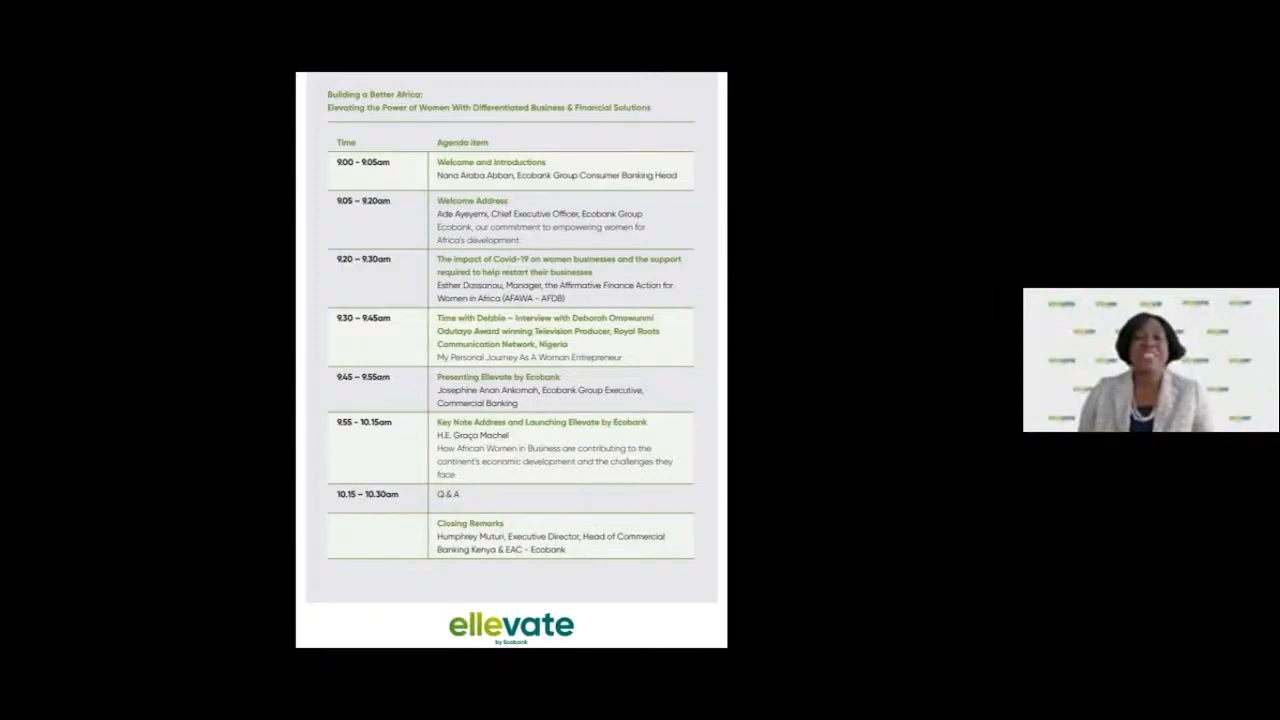 Building a Better Africa:
Elevating the Power of Women With Differentiated Business & Financial Solutions
Time
Agenda item
9.00 - 9.05am
Welcome and Introductions
Nana Araba Abban, Ecobank Group Consumer Banking Head
9.05 – 9.20am
Welcome Address
Ade Ayeyemi, Chief Executive Officer, Ecobank Group
Ecobank, our commitment to empowering women for
Africa's development.
9.20 – 9.30am
The impact of Covid-19 on women businesses and the support
required to help restart their businesses
Esther Dassanou, Manager, the Affirmative Finance Action for
Women in Africa (AFAWA - AFDB)
9.30 – 9.45am
Time with Debbie – Interview with Deborah Omowunmi
Odutayo Award winning Television Producer, Royal Roots
Communication Network, Nigeria
My Personal Journey As A Woman Entrepreneur
9.45 – 9.55am
Presenting Ellevate by Ecobank
Josephine Anan Ankomah, Ecobank Group Executive,
Commercial Banking
9.55 - 10.15am
Key Note Address and Launching Ellevate by Ecobank
H.E. Graça Machel
How African Women in Business are contributing to the
continent's economic development and the challenges they
face.
10.15 – 10.30am
Q & A
Closing Remarks
Humphrey Muturi, Executive Director, Head of Commercial
Banking Kenya & EAC - Ecobank
ellevate
by Ecobank